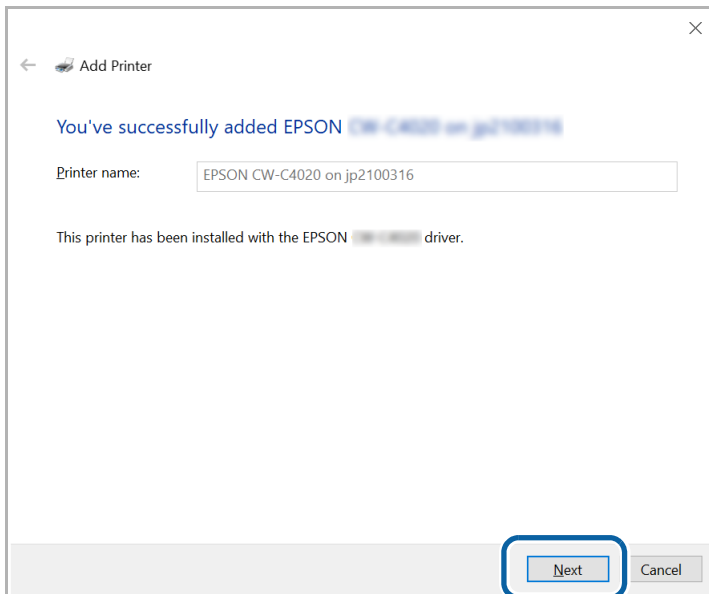 Add Printer
You've successfully added EPSON
Printer name:
EPSON CW-C4020 on jp2100316
This printer has been installed with the EPSON driver.
Next
Cancel